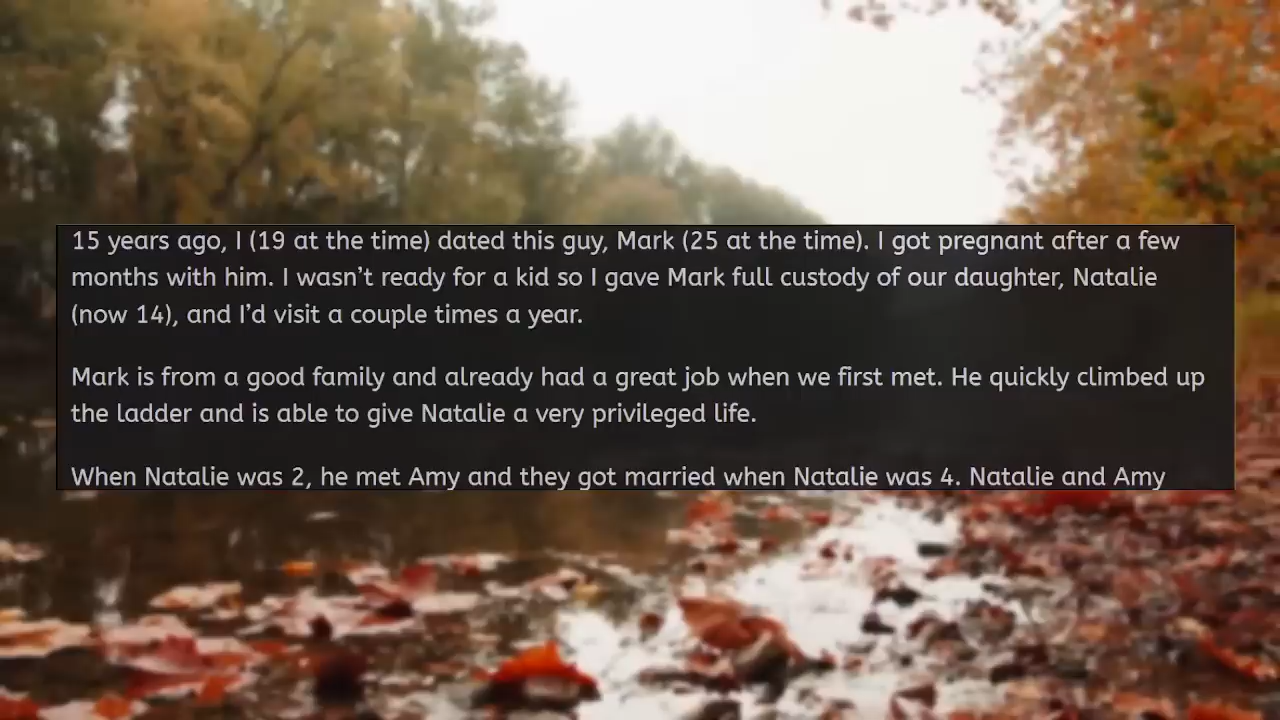 15 years ago, I (19 at the time) dated this guy, Mark (25 at the time). I got pregnant after a few
months with him. I wasn’t ready for a kid so I gave Mark full custody of our daughter, Natalie
(now 14), and I’d visit a couple times a year.
Mark is from a good family and already had a great job when we first met. He quickly climbed up
the ladder and is able to give Natalie a very privileged life.
When Natalie was 2, he met Amy and they got married when Natalie was 4. Natalie and Amy